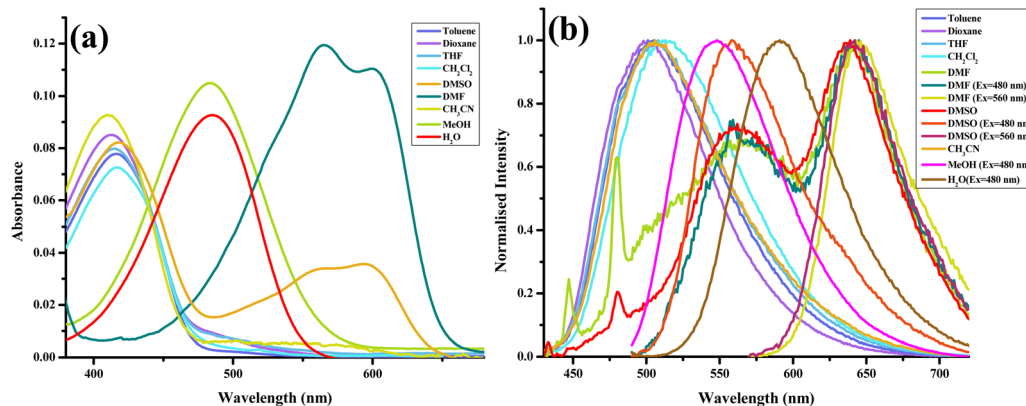 (a)
Absorbance
0.12
0.10
0.08
0.06
0.04
0.02
0.00
400
500
600
Wavelength (nm)
Toluene
Dioxane
THF
CH₂Cl₂
DMSO
DMF
CH₃CN
MeOH
H₂O
(b)
Normalised Intensity
1.0
0.8
0.6
0.4
0.2
0.0
450
500
550
600
650
700
Wavelength (nm)
Toluene
Dioxane
THF
CH₂Cl₂
DMF
DMF (Ex=480 nm)
DMF (Ex=560 nm)
DMSO
DMSO (Ex=480 nm
DMSO (Ex=560 nm
CH₃CN
MeOH (Ex=480 nm
H₂O(Ex=480 nm)